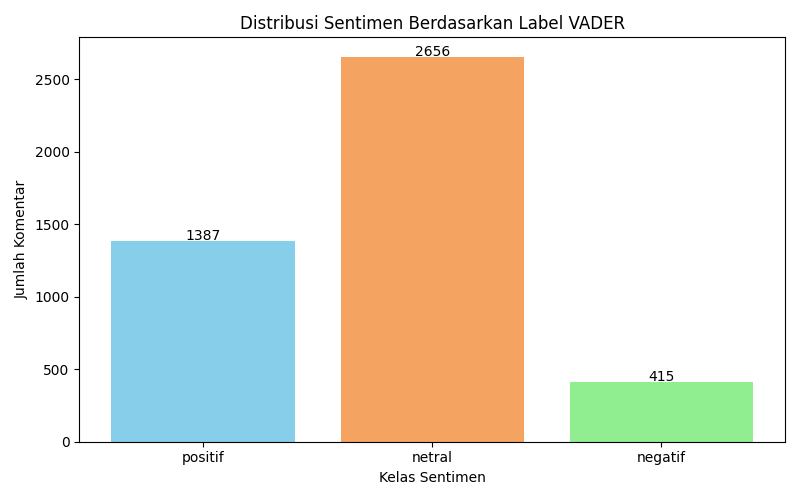 Distribusi Sentimen Berdasarkan Label VADER
Jumlah Komentar
2500
2000
1500
1000
500
0
1387
2656
415
positif
netral
negatif
Kelas Sentimen